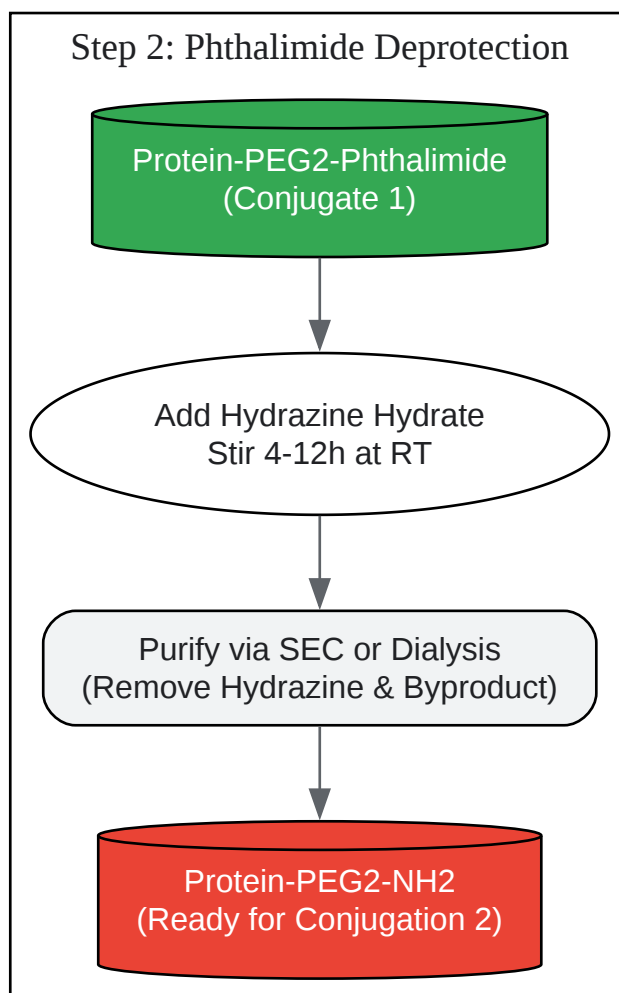 Step 2: Phthalimide Deprotection
Protein-PEG2-Phthalimide
(Conjugate 1)
Add Hydrazine Hydrate
Stir 4-12h at RT
Purify via SEC or Dialysis
(Remove Hydrazine & Byproduct)
Protein-PEG2-NH2
(Ready for Conjugation 2)